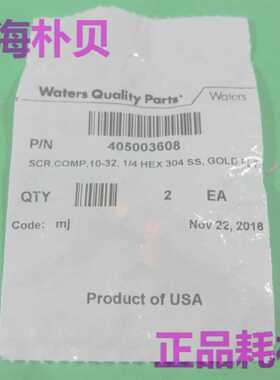 海朴贝
Waters Quality Parts
Waters
P/N
405003608
SCR,COMP,10-32, 1/4 HEX 304 SS, GOLD
QTY 2 EA
Code: mj Nov 22, 2016
Product of USA
正品耗